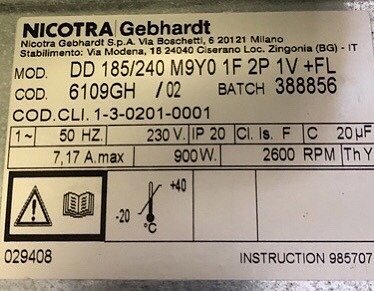 NICOTRA Gebhardt
Nicotra Gebhardt S.p.A. Via Boschetti, 6 20121 Milano
Stabilimento: Via Modena, 18 24040 Ciserano Loc. Zingonia (BG) - IT
MOD. DD 185/240 M9Y0 1F 2P 1V +FL
COD. 6109GH /02 BATCH 388856
COD.CLI. 1-3-0201-0001
1~ 50 HZ. 230 V. IP 20 Cl. Is. F C 20µF
7,17 A.max 900W. 2600 RPM Th Y
-20 +40
029408 INSTRUCTION 985707